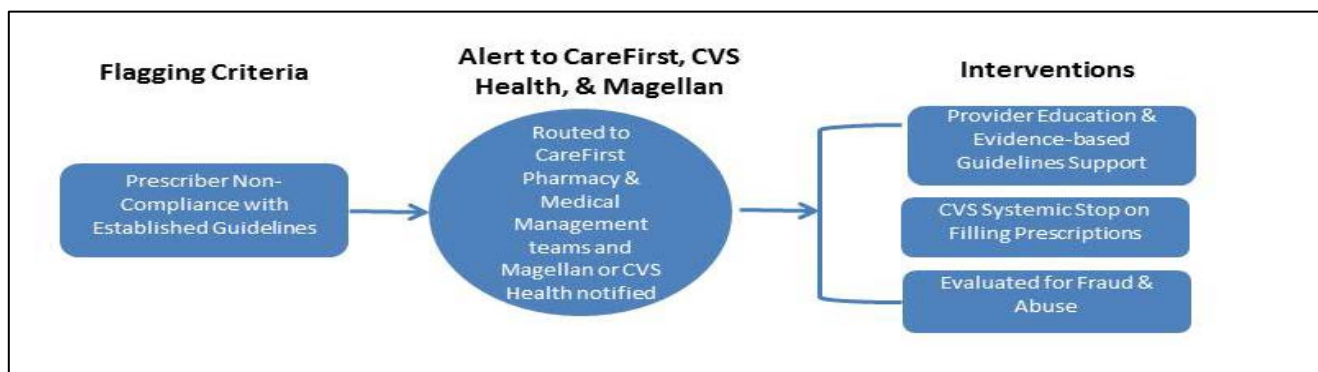 Flagging Criteria
Alert to CareFirst, CVS
Health, & Magellan
Interventions
Prescriber Non-
Compliance with
Established Guidelines
Routed to
CareFirst
Pharmacy &
Medical
Management
teams and
Magellan or CVS
Health notified
Provider Education &
Evidence-based
Guidelines Support
CVS Systemic Stop on
Filling Prescriptions
Evaluated for Fraud &
Abuse